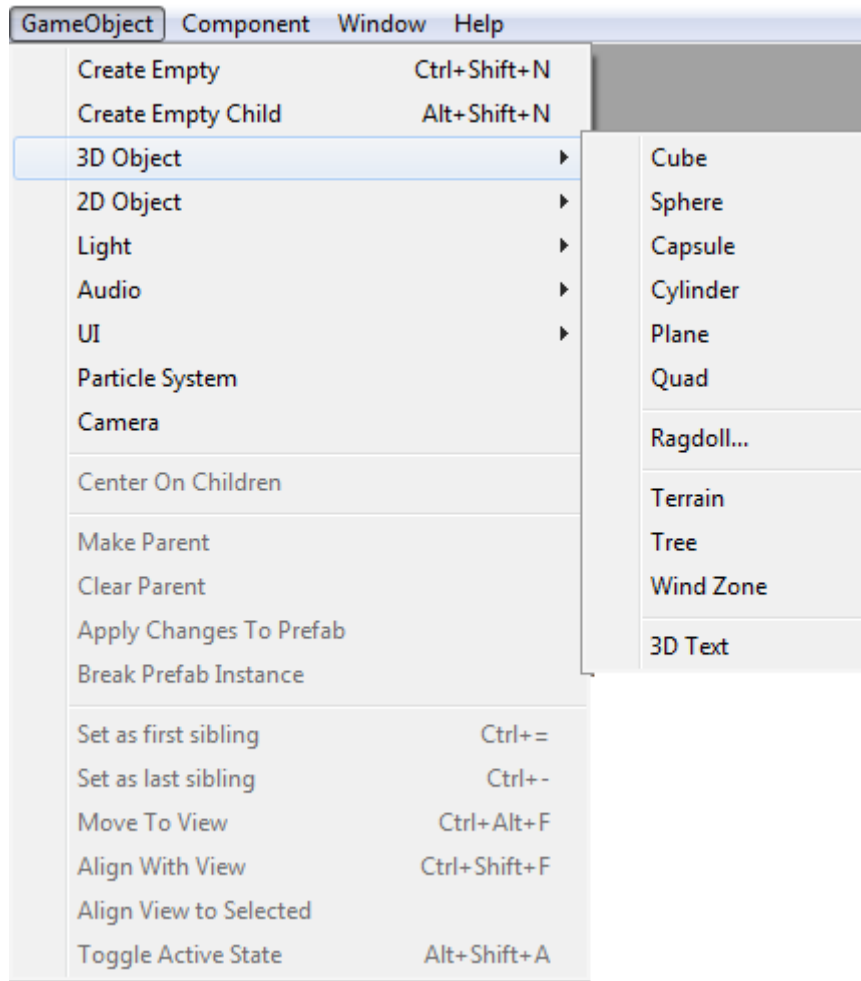 GameObject Component Window Help
Create Empty Ctrl+Shift+N
Create Empty Child Alt+Shift+N
3D Object
2D Object
Light
Audio
UI
Particle System
Camera
Center On Children
Make Parent
Clear Parent
Apply Changes To Prefab
Break Prefab Instance
Set as first sibling Ctrl+=
Set as last sibling Ctrl+-
Move To View Ctrl+Alt+F
Align With View Ctrl+Shift+F
Align View to Selected
Toggle Active State Alt+Shift+A
Cube
Sphere
Capsule
Cylinder
Plane
Quad
Ragdoll...
Terrain
Tree
Wind Zone
3D Text